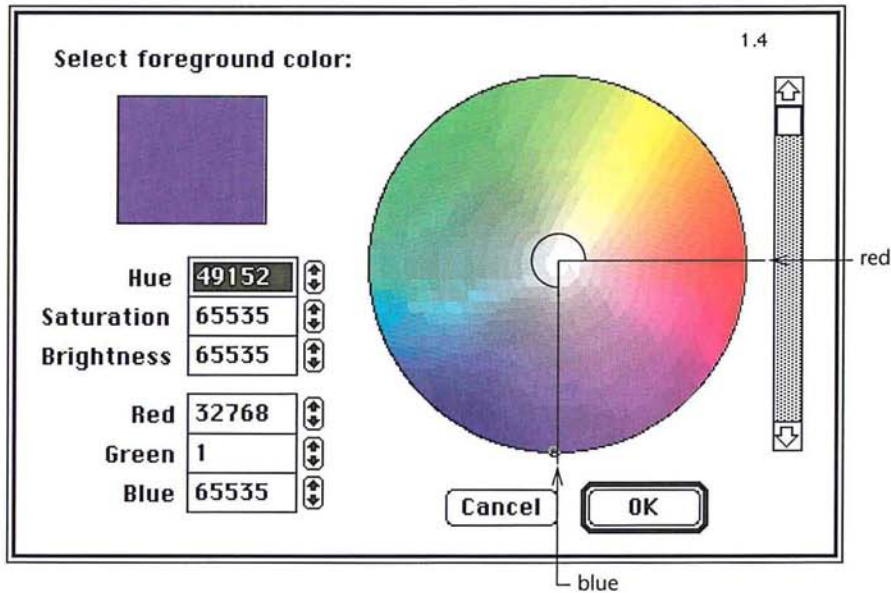 1.4
Select foreground color:
Hue 49152
Saturation 65535
Brightness 65535
Red 32768
Green 1
Blue 65535
Cancel
OK
red
blue